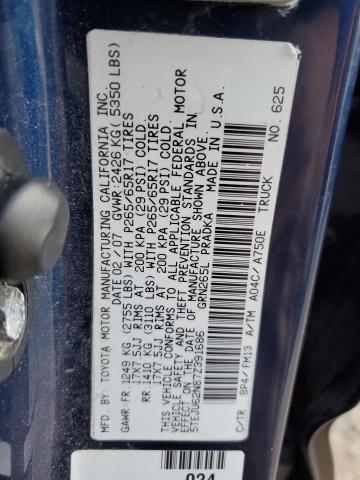 MFD. BY: TOYOTA MOTOR MANUFACTURING CALIFORNIA INC.
DATE: 02/07 GVWR: 2426 KG( 5350 LBS)
GAWR FR. 1249 KG (2755 LBS) WITH P265/65R17 TIRES
17X7.5JJ RIMS AT 200 KPA (29 PSI) COLD.
RR. 1410 KG (3110 LBS) WITH P265/65R17 TIRES
17X7.5JJ RIMS AT 200 KPA (29 PSI) COLD.
THIS VEHICLE CONFORMS TO ALL APPLICABLE FEDERAL MOTOR
VEHICLE SAFETY AND THEFT PREVENTION STANDARDS IN
EFFECT ON THE DATE OF MANUFACTURE SHOWN ABOVE.
5TEJU62N87Z391686 GRN265L PRADKA MADE IN U.S.A.
C/TR. 8P4/FM13 A/TM A04C/A750E TRUCK NO. 625